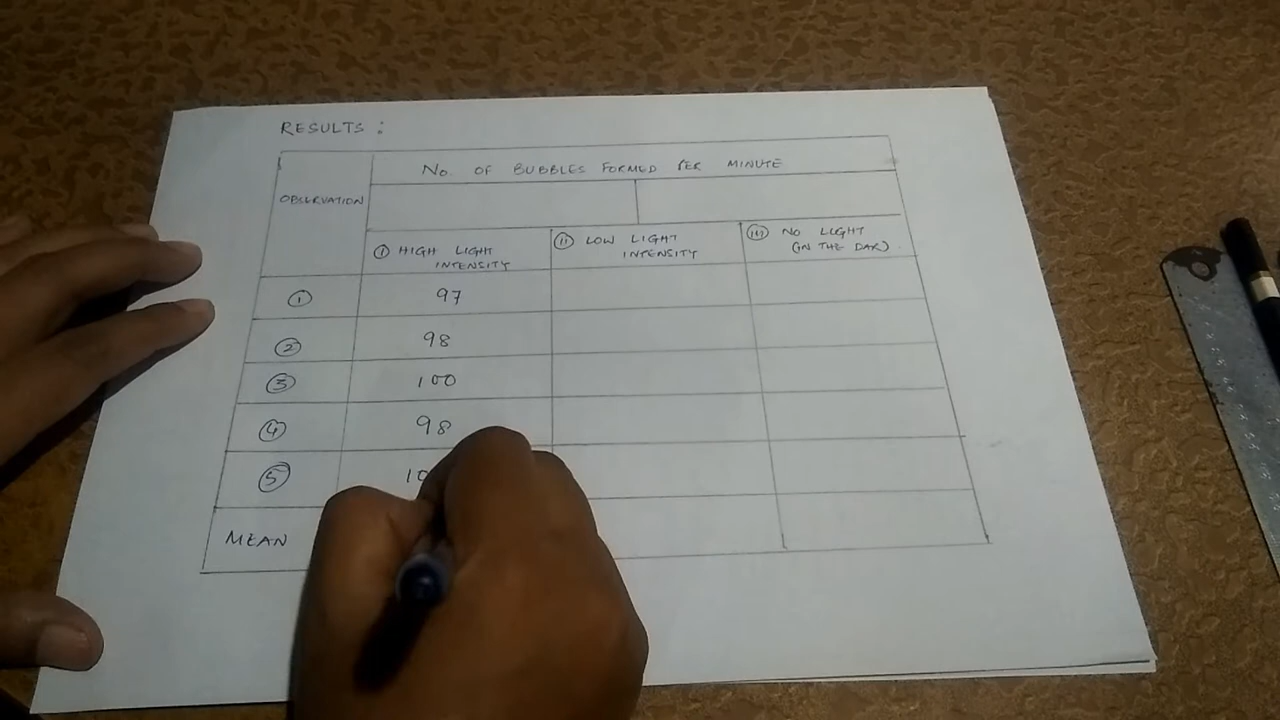 RESULTS :
No. OF BUBBLES FORMED PER MINUTE
OBSERVATION
(I) HIGH LIGHT INTENSITY
(II) LOW LIGHT INTENSITY
(III) NO LIGHT (IN THE DARK)
① 97
② 98
③ 100
④ 98
⑤
MEAN